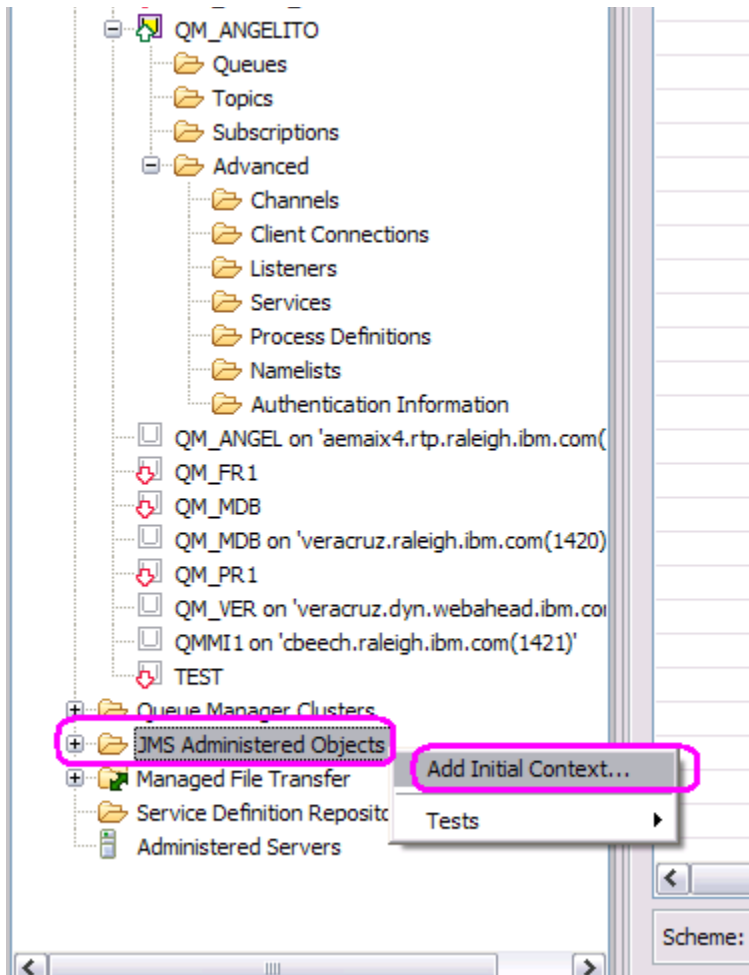 QM_ANGELITO
Queues
Topics
Subscriptions
Advanced
Channels
Client Connections
Listeners
Services
Process Definitions
Namelists
Authentication Information
QM_ANGEL on 'aemaix4.rtp.raleigh.ibm.com(
QM_FR1
QM_MDB
QM_MDB on 'veracruz.raleigh.ibm.com(1420)
QM_PR1
QM_VER on 'veracruz.dyn.webahead.ibm.co
QMMI1 on 'cbeech.raleigh.ibm.com(1421)'
TEST
Queue Manager Clusters
JMS Administered Objects
Add Initial Context...
Managed File Transfer
Service Definition Reposito
Tests
Administered Servers
Scheme: